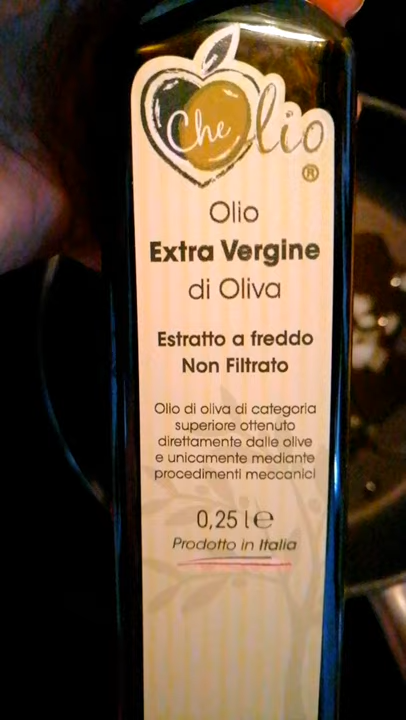 Che Olio
®
Olio
Extra Vergine
di Oliva
Estratto a freddo
Non Filtrato
Olio di oliva di categoria
superiore ottenuto
direttamente dalle olive
e unicamente mediante
procedimenti meccanici
0,25 l e
Prodotto in Italia